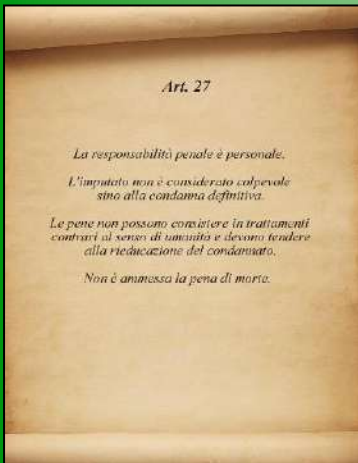 Art. 27
La responsabilità penale è personale.
L'imputato non è considerato colpevole
sino alla condanna definitiva.
Le pene non possono consistere in trattamenti
contrari al senso di umanità e devono tendere
alla rieducazione del condannato.
Non è ammessa la pena di morte.